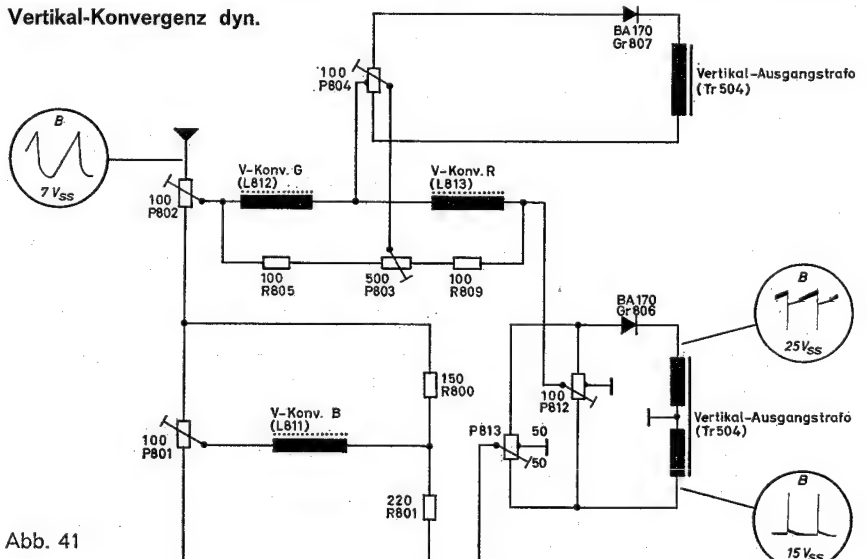 Vertikal-Konvergenz dyn.
BA170
Gr807
100
P804
Vertikal-Ausgangstrafo
(Tr504)
B
7 Vss
V-Konv. G
(L812)
V-Konv. R
(L813)
100
P802
100
R805
500
P803
100
R809
BA170
Gr806
B
25 Vss
150
R800
100
P812
Vertikal-Ausgangstrafo
(Tr504)
V-Konv. B
(L811)
P813
50
50
100
P801
220
R801
B
15 Vss
Abb. 41